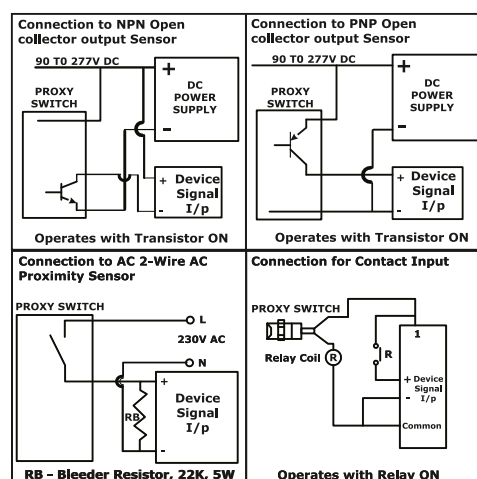 Connection to NPN Open
collector output Sensor
90 T0 277V DC
PROXY
SWITCH
+
DC
POWER
SUPPLY
-
+ Device
Signal
- I/p
Operates with Transistor ON
Connection to PNP Open
collector output Sensor
90 T0 277V DC
PROXY
SWITCH
+
DC
POWER
SUPPLY
-
+ Device
Signal
- I/p
Operates with Transistor ON
Connection to AC 2-Wire AC
Proximity Sensor
PROXY SWITCH
L
230V AC
N
+
RB
Device
Signal
I/p
-
RB - Bleeder Resistor, 22K, 5W
Connection for Contact Input
PROXY SWITCH
1
Relay Coil R
R
+ Device
Signal
- I/p
Common
Operates with Relay ON